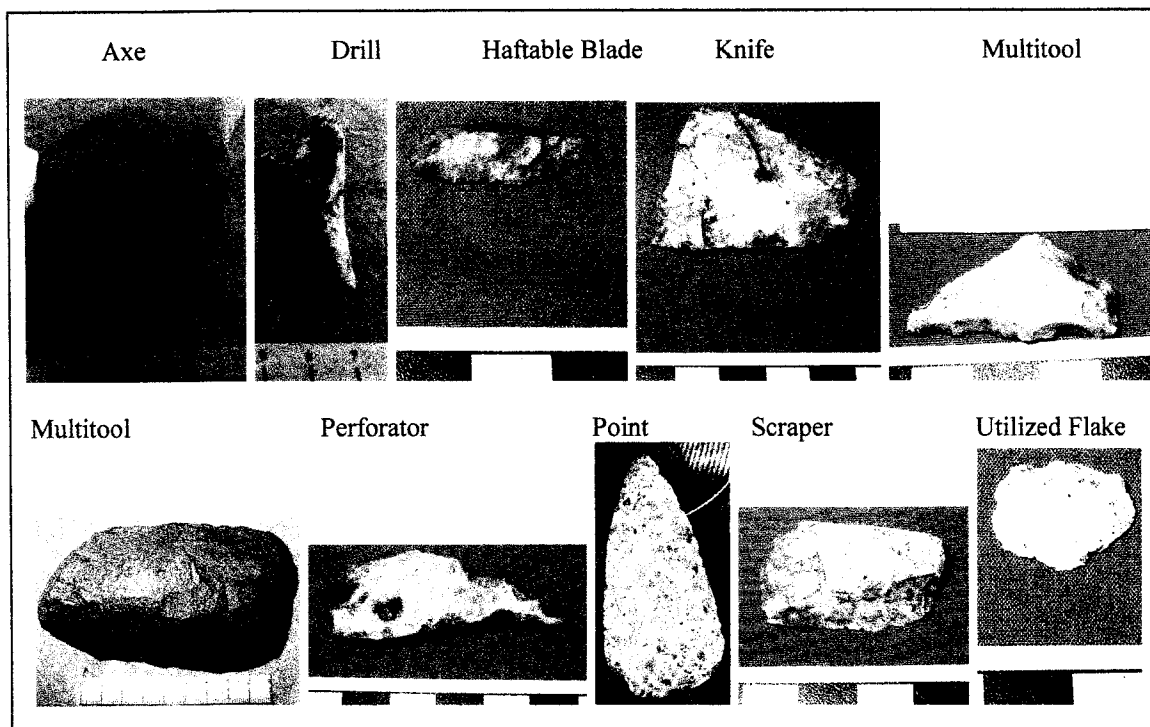 Axe Drill Haftable Blade Knife Multitool
Multitool Perforator Point Scraper Utilized Flake